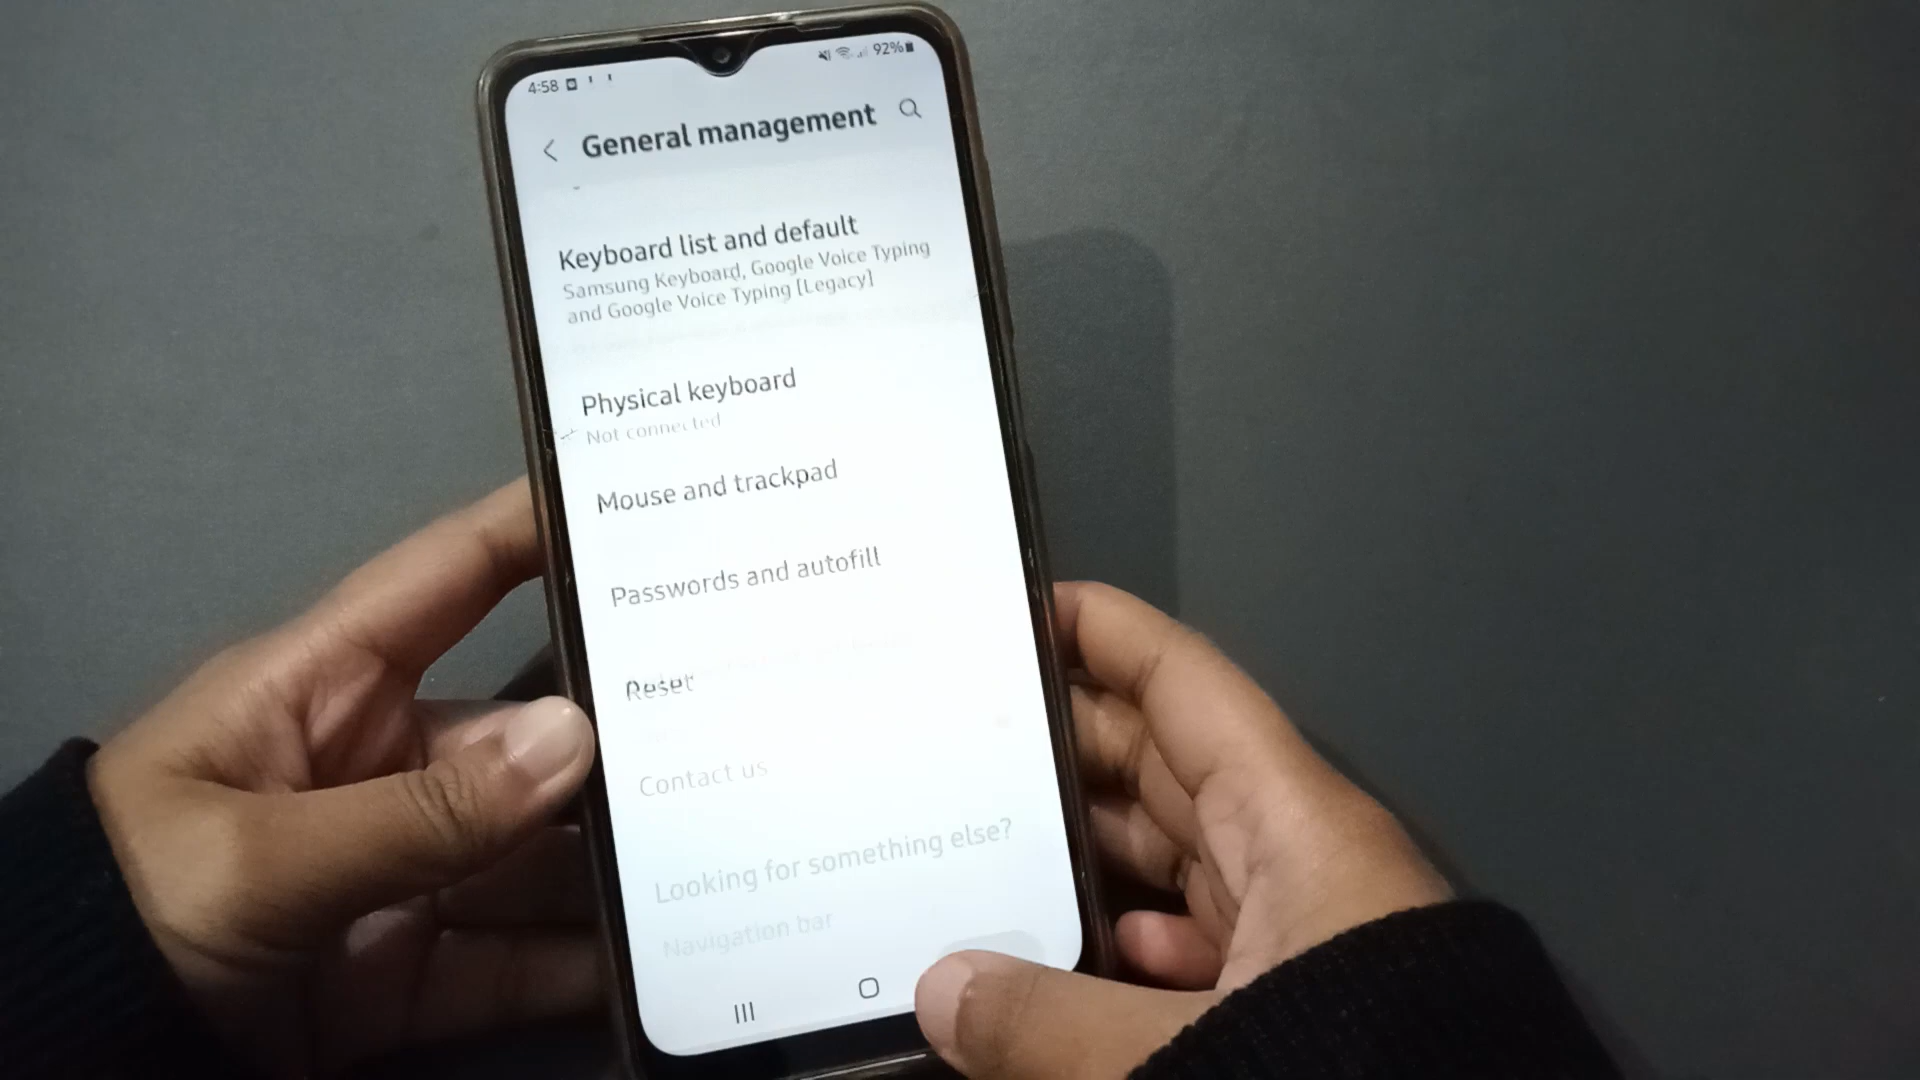 4:58
92%
General management
Keyboard list and default
Samsung Keyboard, Google Voice Typing
and Google Voice Typing [Legacy]
Physical keyboard
Not connected
Mouse and trackpad
Passwords and autofill
Reset
Contact us
Looking for something else?
Navigation bar